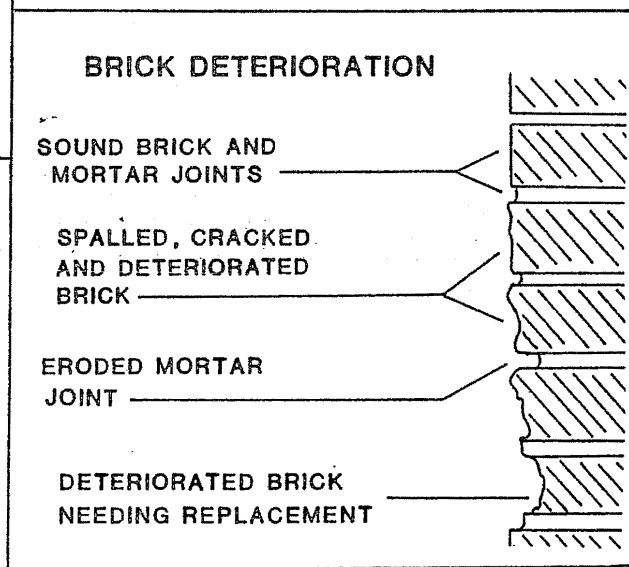 BRICK DETERIORATION
SOUND BRICK AND
MORTAR JOINTS
SPALLED, CRACKED
AND DETERIORATED
BRICK
ERODED MORTAR
JOINT
DETERIORATED BRICK
NEEDING REPLACEMENT